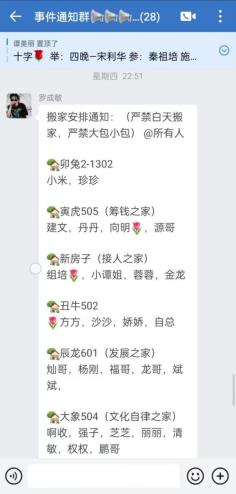 事件通知群...(28)
谭美丽 置顶了
十字🌹 举：四晚—宋利华 参：秦祖培 施...
星期四 22:51
罗成敏
搬家安排通知：（严禁白天搬
家，严禁大包小包） @所有人
🏡卯兔2-1302
小米，珍珍
🏡寅虎505（筹钱之家）
建文，丹丹，向明🌷，源哥
🏡新房子（接人之家）
组培🌷，小谭姐，蓉蓉，金龙
🏡丑牛502
🌷方方，沙沙，娇娇，自总
🏡辰龙601（发展之家）
灿哥，杨刚，福哥，龙哥，斌
斌，
🏡大象504（文化自律之家）
啊收，强子，芝芝，丽丽，清
敏，权权，鹏哥